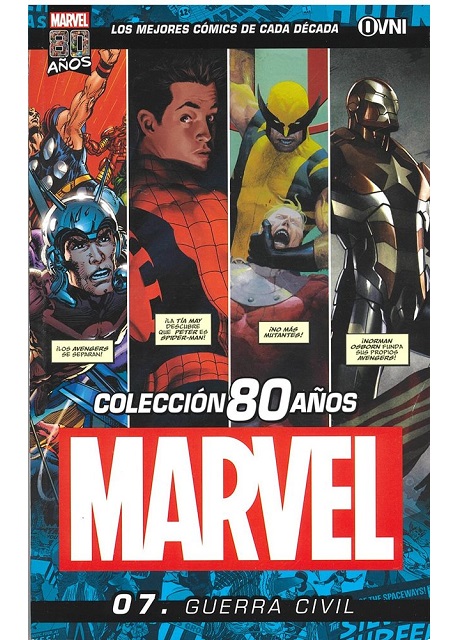 MARVEL
80
AÑOS
LOS MEJORES CÓMICS DE CADA DÉCADA
OVNI
¡LOS AVENGERS
SE SEPARAN!
¡LA TÍA MAY
DESCUBRE
QUE PETER ES
SPIDER-MAN!
¡NO MÁS
MUTANTES!
¡NORMAN
OSBORN FUNDA
SUS PROPIOS
AVENGERS!
COLECCIÓN 80 AÑOS
MARVEL
07. GUERRA CIVIL
THE SPACEWAYS!